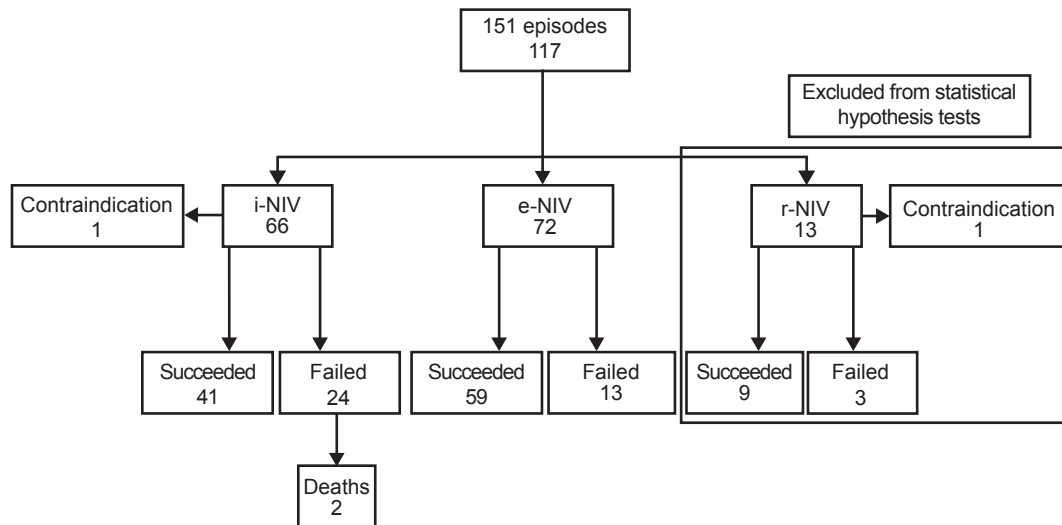 151 episodes
117
Excluded from statistical
hypothesis tests
Contraindication
1
i-NIV
66
e-NIV
72
r-NIV
13
Contraindication
1
Succeeded
41
Failed
24
Succeeded
59
Failed
13
Succeeded
9
Failed
3
Deaths
2